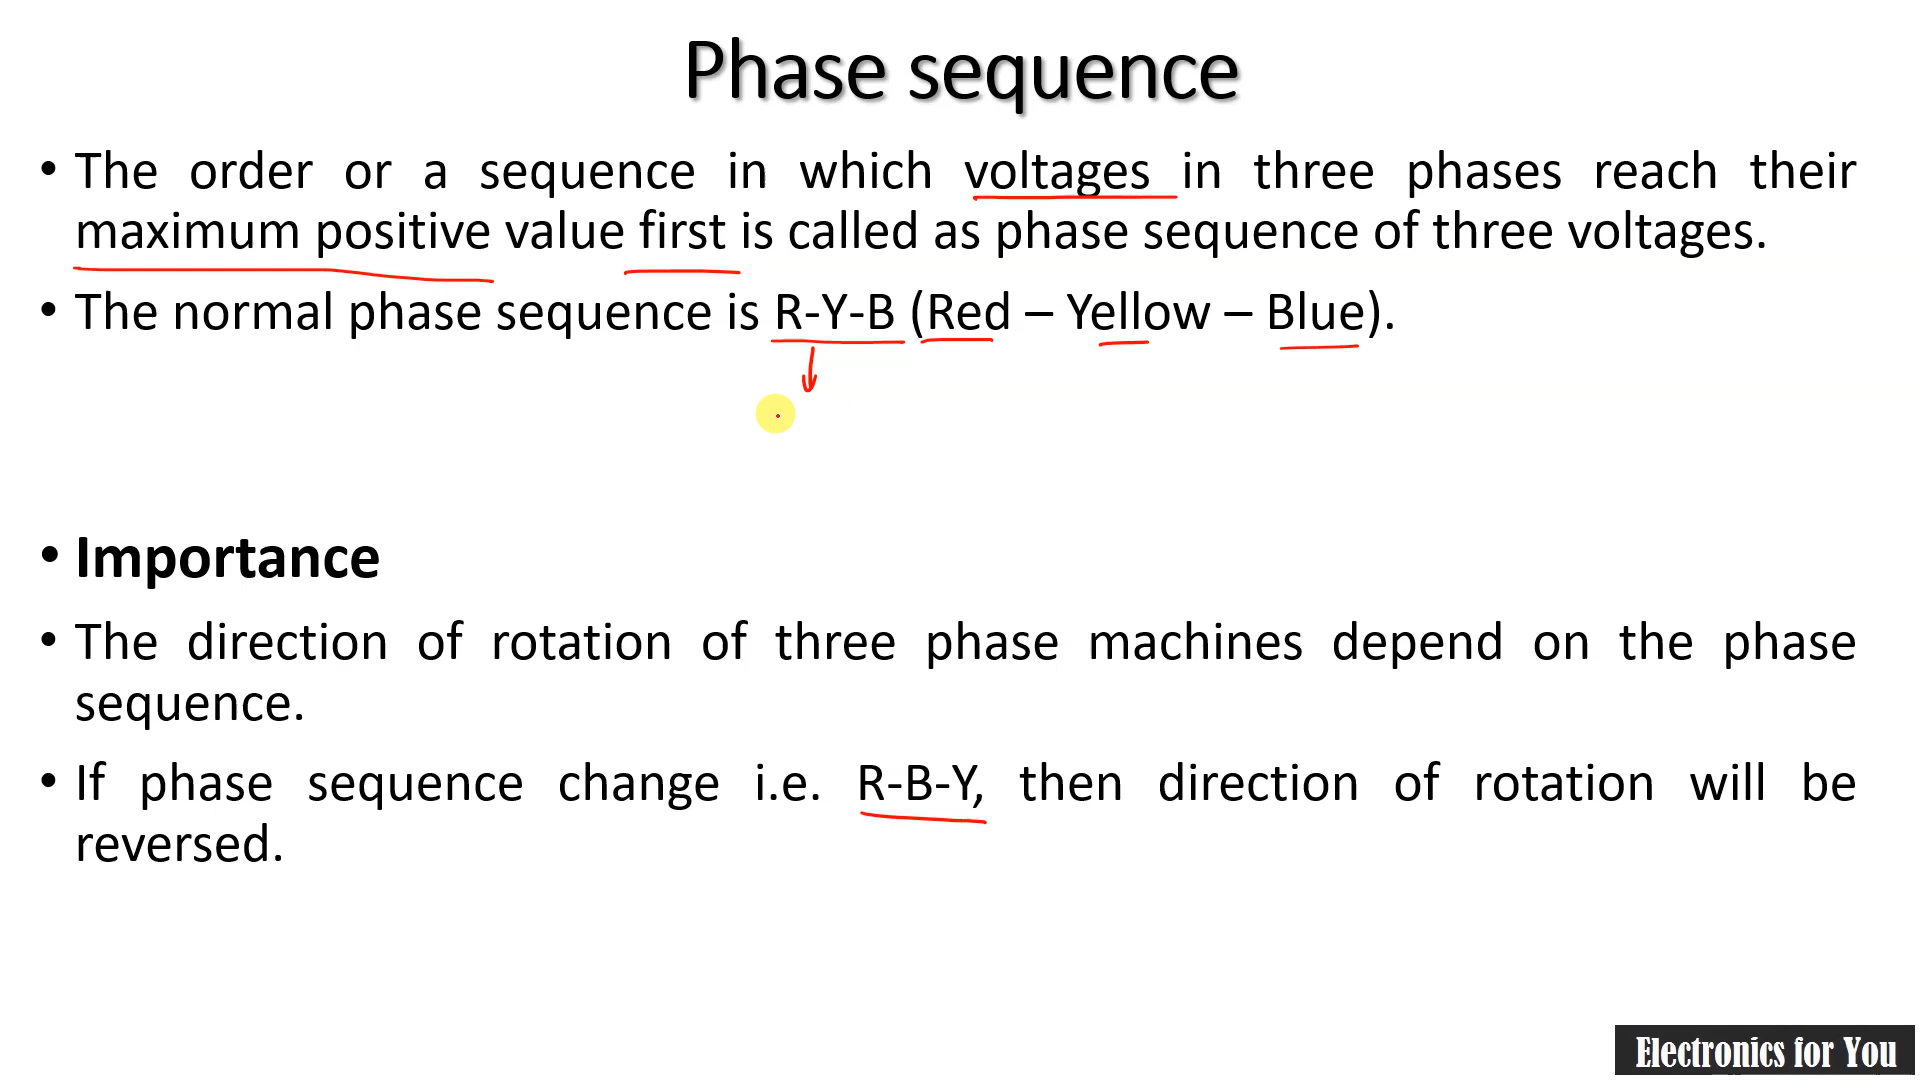 Phase sequence
• The order or a sequence in which voltages in three phases reach their
maximum positive value first is called as phase sequence of three voltages.
• The normal phase sequence is R-Y-B (Red – Yellow – Blue).
• Importance
• The direction of rotation of three phase machines depend on the phase
sequence.
• If phase sequence change i.e. R-B-Y, then direction of rotation will be
reversed.
Electronics for You